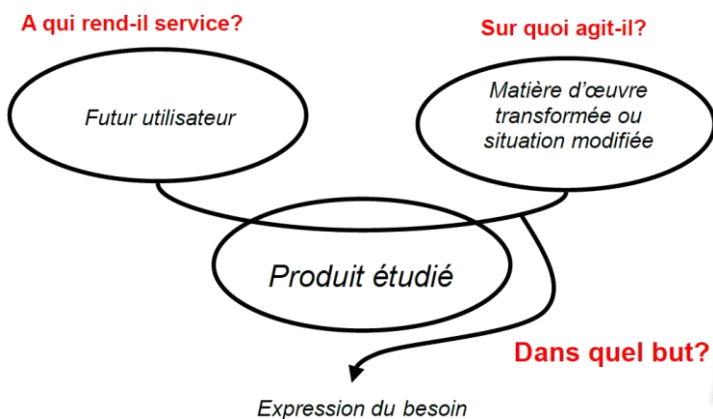 A qui rend-il service?
Sur quoi agit-il?
Futur utilisateur
Matière d'œuvre
transformée ou
situation modifiée
Produit étudié
Dans quel but?
Expression du besoin